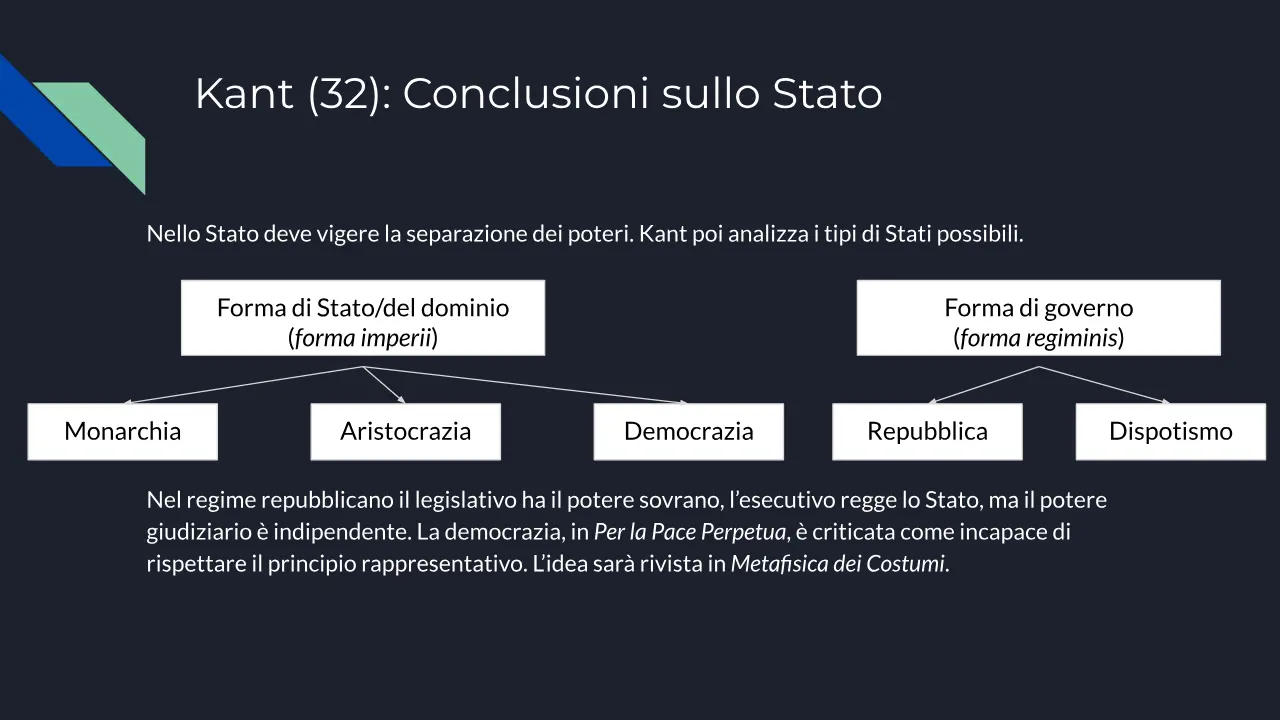 Kant (32): Conclusioni sullo Stato
Nello Stato deve vigere la separazione dei poteri. Kant poi analizza i tipi di Stati possibili.
Forma di Stato/del dominio
(forma imperii)
Forma di governo
(forma regiminis)
Monarchia
Aristocrazia
Democrazia
Repubblica
Dispotismo
Nel regime repubblicano il legislativo ha il potere sovrano, l’esecutivo regge lo Stato, ma il potere
giudiziario è indipendente. La democrazia, in Per la Pace Perpetua, è criticata come incapace di
rispettare il principio rappresentativo. L’idea sarà rivista in Metafisica dei Costumi.